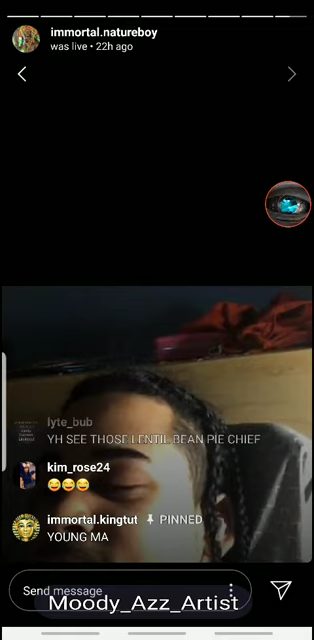 immortal.natureboy
was live • 22h ago
lyte_bub
YH SEE THOSE LENTIL BEAN PIE CHIEF
kim_rose24
😂😂😂
immortal.kingtut PINNED
YOUNG MA
Send message
Moody_Azz_Artist